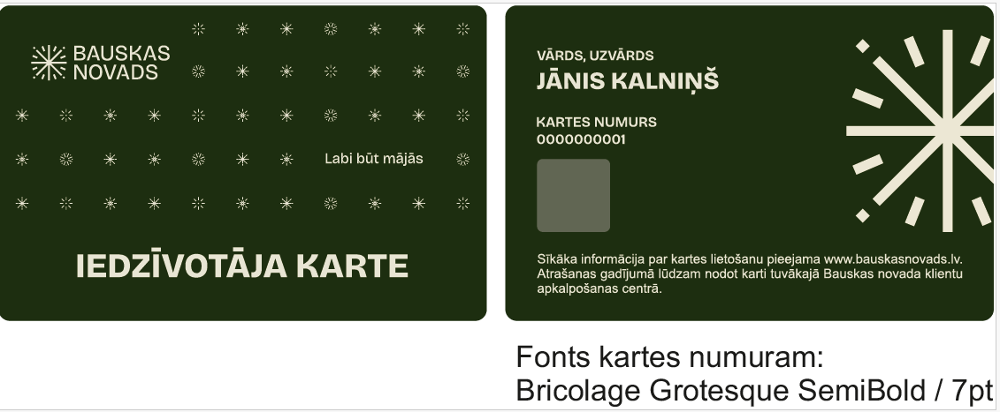 BAUSKAS
NOVADS
Labi būt mājās
IEDZĪVOTĀJA KARTE
VĀRDS, UZVĀRDS
JĀNIS KALNIŅŠ
KARTES NUMURS
0000000001
Sīkāka informācija par kartes lietošanu pieejama www.bauskasnovads.lv.
Atrašanas gadījumā lūdzam nodot karti tuvākajā Bauskas novada klientu
apkalpošanas centrā.
Fonts kartes numuram:
Bricolage Grotesque SemiBold / 7pt